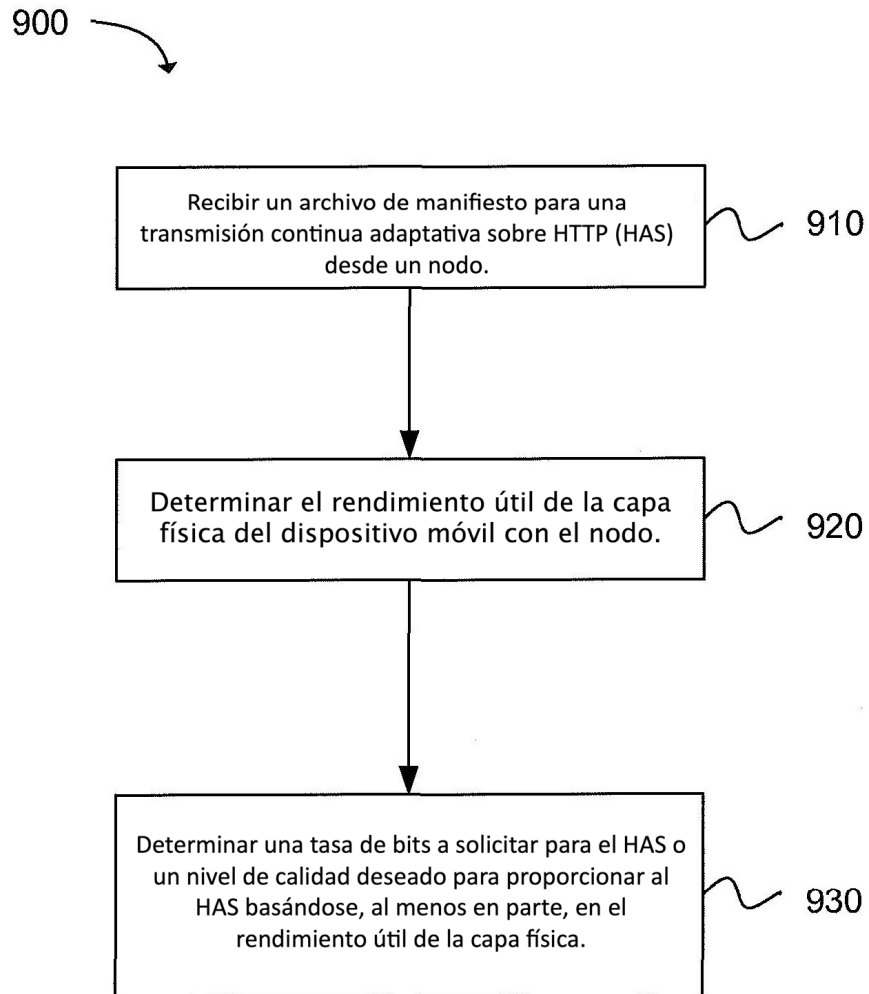 900
Recibir un archivo de manifiesto para una
transmisión continua adaptativa sobre HTTP (HAS)
desde un nodo.
910
Determinar el rendimiento útil de la capa
física del dispositivo móvil con el nodo.
920
Determinar una tasa de bits a solicitar para el HAS o
un nivel de calidad deseado para proporcionar al
HAS basándose, al menos en parte, en el
rendimiento útil de la capa física.
930